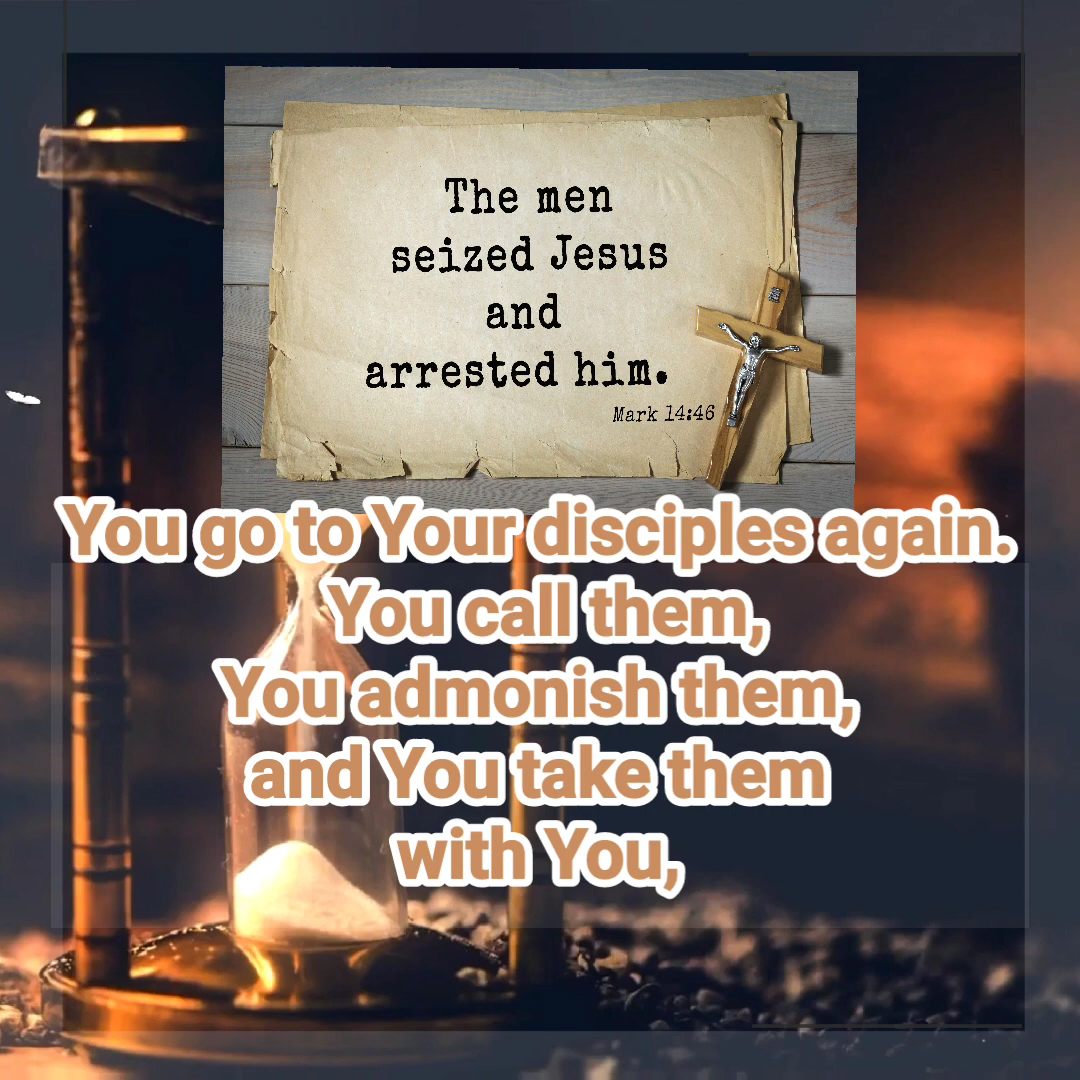 The men
seized Jesus
and
arrested him.
Mark 14:46
You go to Your disciples again.
You call them,
You admonish them,
and You take them
with You,